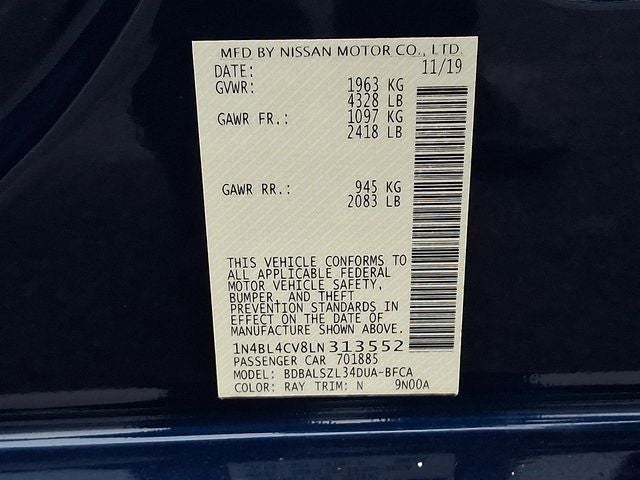 MFD BY NISSAN MOTOR CO., LTD.
DATE: 11/19
GVWR: 1963 KG
4328 LB
GAWR FR.: 1097 KG
2418 LB
GAWR RR.: 945 KG
2083 LB
THIS VEHICLE CONFORMS TO
ALL APPLICABLE FEDERAL
MOTOR VEHICLE SAFETY,
BUMPER, AND THEFT
PREVENTION STANDARDS IN
EFFECT ON THE DATE OF
MANUFACTURE SHOWN ABOVE.
1N4BL4CV8LN313552
PASSENGER CAR 701885
MODEL: BDBALSZL34DUA-BFCA
COLOR: RAY TRIM: N 9N00A